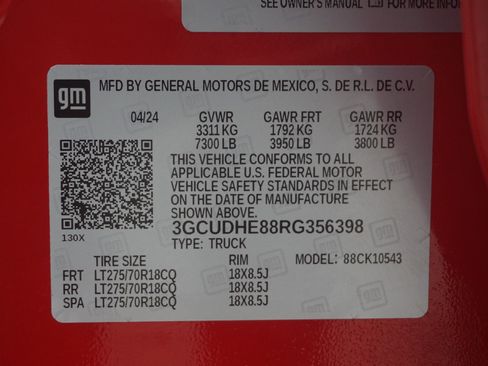 SEE OWNER'S MANUAL FOR MORE INFOR
gm
MFD BY GENERAL MOTORS DE MEXICO, S. DE R.L. DE C.V.
04/24 GVWR GAWR FRT GAWR RR
3311 KG 1792 KG 1724 KG
7300 LB 3950 LB 3800 LB
THIS VEHICLE CONFORMS TO ALL
APPLICABLE U.S. FEDERAL MOTOR
VEHICLE SAFETY STANDARDS IN EFFECT
ON THE DATE OF MANUFACTURE
SHOWN ABOVE.
130X
3GCUDHE88RG356398
TYPE: TRUCK
TIRE SIZE RIM MODEL: 88CK10543
FRT LT275/70R18CQ 18X8.5J
RR LT275/70R18CQ 18X8.5J
SPA LT275/70R18CQ 18X8.5J